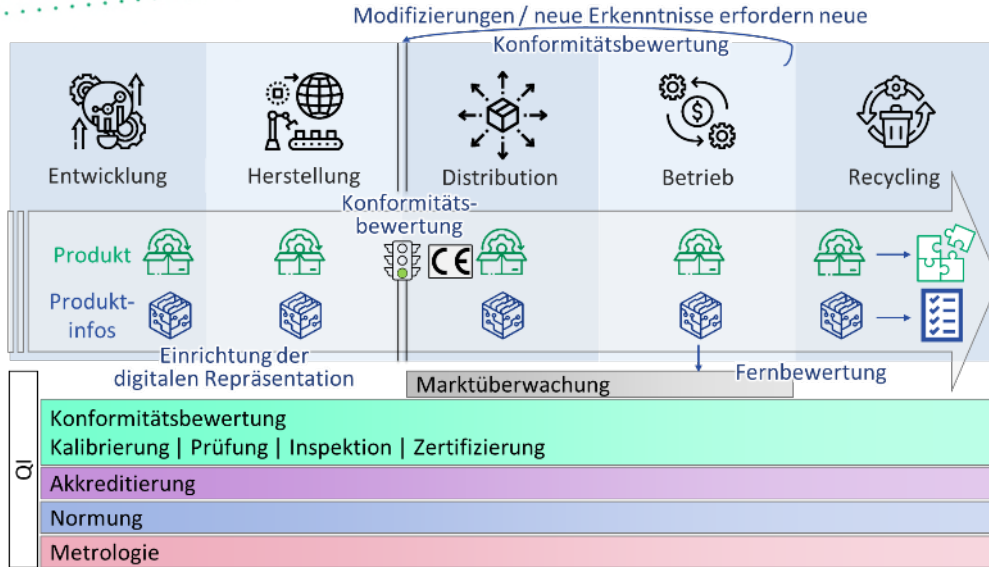 Modifizierungen / neue Erkenntnisse erfordern neue
Konformitätsbewertung
Entwicklung
Herstellung
Distribution
Betrieb
Recycling
Konformitäts-
bewertung
Produkt
CE
Produkt-
infos
Einrichtung der
digitalen Repräsentation
Fernbewertung
Marktüberwachung
QI
Konformitätsbewertung
Kalibrierung | Prüfung | Inspektion | Zertifizierung
Akkreditierung
Normung
Metrologie